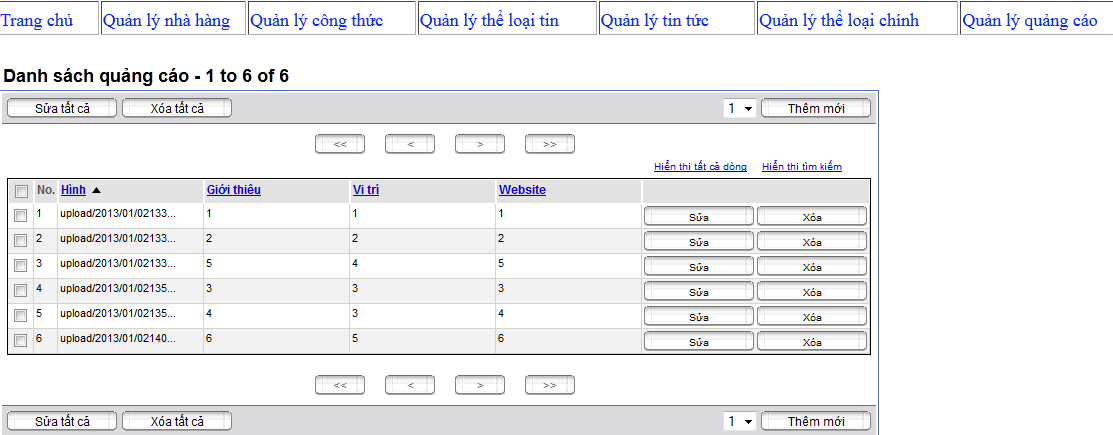 Trang chủ Quản lý nhà hàng Quản lý công thức Quản lý thể loại tin Quản lý tin tức Quản lý thể loại chính Quản lý quảng cáo
Danh sách quảng cáo - 1 to 6 of 6
Sửa tất cả Xóa tất cả 1 Thêm mới
<< < > >>
Hiển thi tất cả dòng Hiển thi tìm kiếm
No. Hình Giới thiêu Vi trí Website
1 upload/2013/01/02133... 1 1 1 Sửa Xóa
2 upload/2013/01/02133... 2 2 2 Sửa Xóa
3 upload/2013/01/02133... 5 4 5 Sửa Xóa
4 upload/2013/01/02135... 3 3 3 Sửa Xóa
5 upload/2013/01/02135... 4 3 4 Sửa Xóa
6 upload/2013/01/02140... 6 5 6 Sửa Xóa
<< < > >>
Sửa tất cả Xóa tất cả 1 Thêm mới